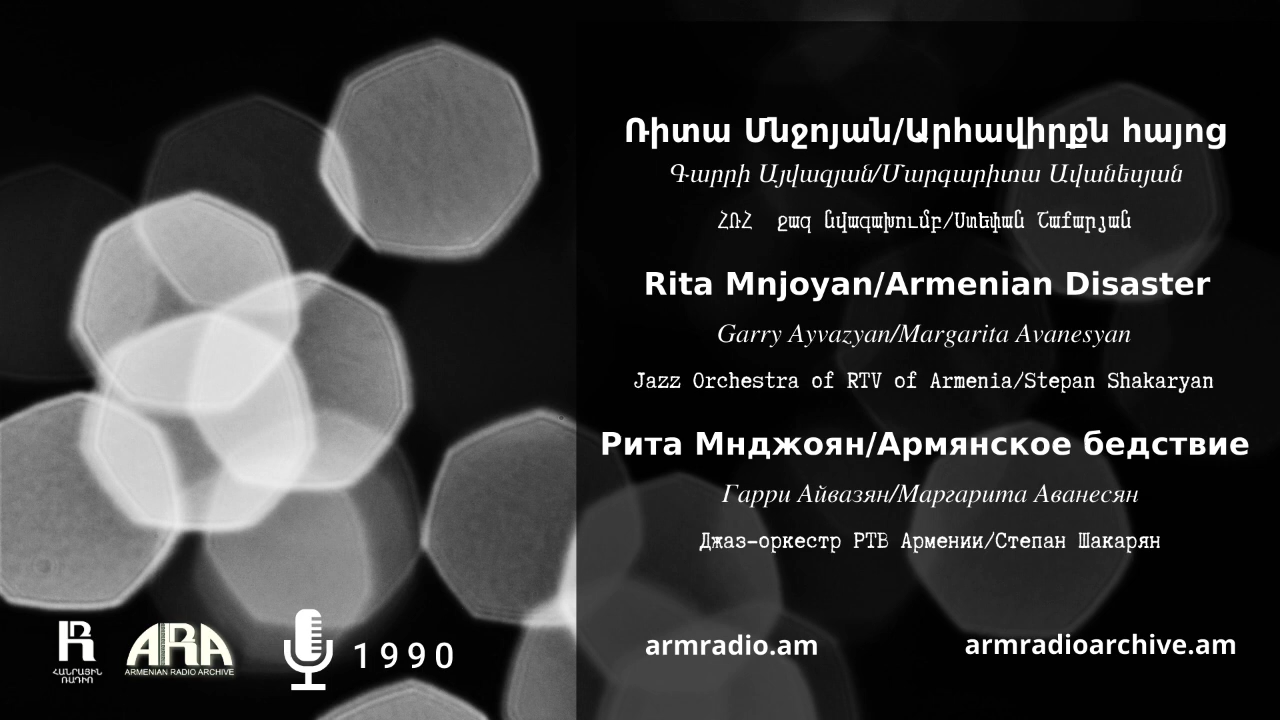 Ռիտա Մնջոյան/Արհավիրքն հայոց
Գարրի Այվազյան/Մարգարիտա Ավանեսյան
ՀՌՀ ջազ նվագախումբ/Ստեփան Շաքարյան
Rita Mnjoyan/Armenian Disaster
Garry Ayvazyan/Margarita Avanesyan
Jazz Orchestra of RTV of Armenia/Stepan Shakaryan
Рита Мнджоян/Армянское бедствие
Гарри Айвазян/Маргарита Аванесян
Джаз-оркестр РТВ Армении/Степан Шакарян
armradio.am
armradioarchive.am
ՀԱՆՐԱՅԻՆ
ՌԱԴԻՈ
ARA
ARMENIAN RADIO ARCHIVE
1990